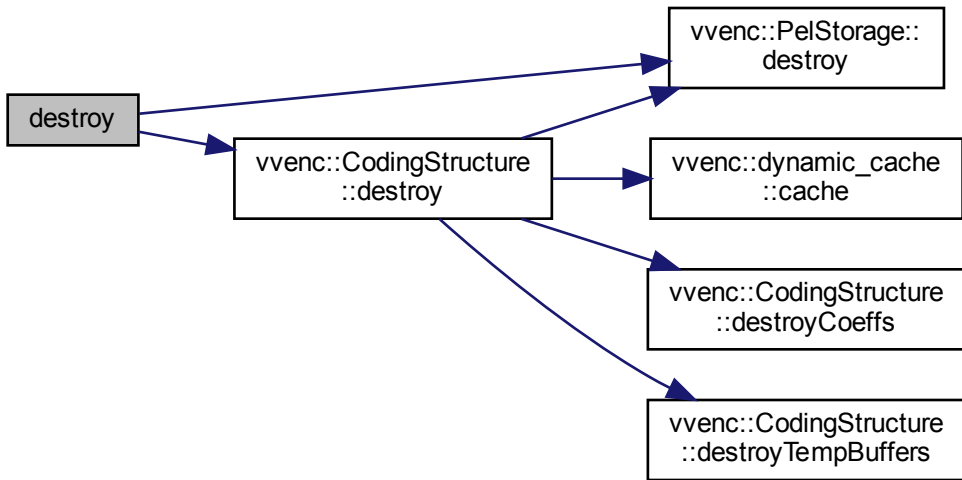 destroy
vvenc::CodingStructure
::destroy
vvenc::PelStorage::
destroy
vvenc::dynamic_cache
::cache
vvenc::CodingStructure
::destroyCoeffs
vvenc::CodingStructure
::destroyTempBuffers